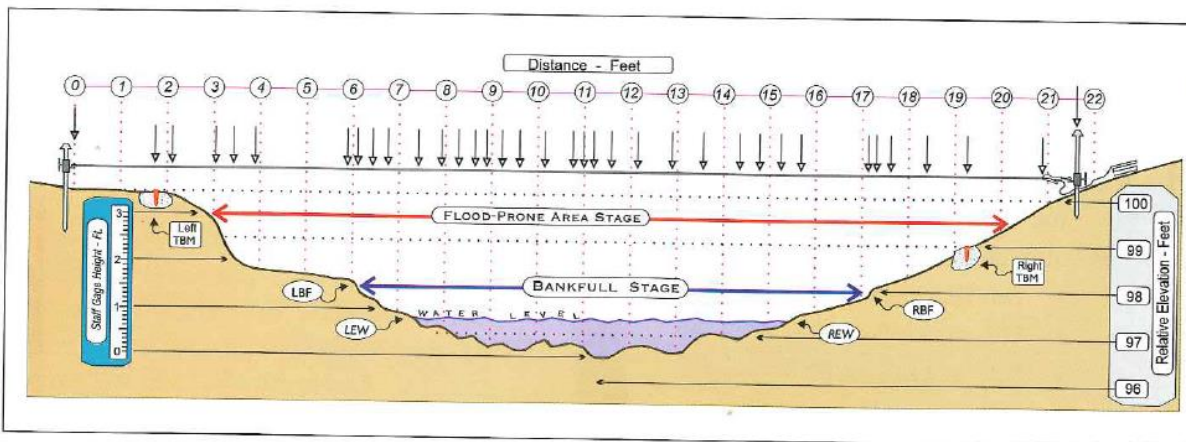 Distance - Feet
0 1 2 3 4 5 6 7 8 9 10 11 12 13 14 15 16 17 18 19 20 21 22
FLOOD-PRONE AREA STAGE
BANKFULL STAGE
WATER LEVEL
Left
TBM
LBF
LEW
REW
RBF
Right
TBM
Staff Gage Height - Ft.
3
2
1
0
100
99
98
97
96
Relative Elevation - Feet